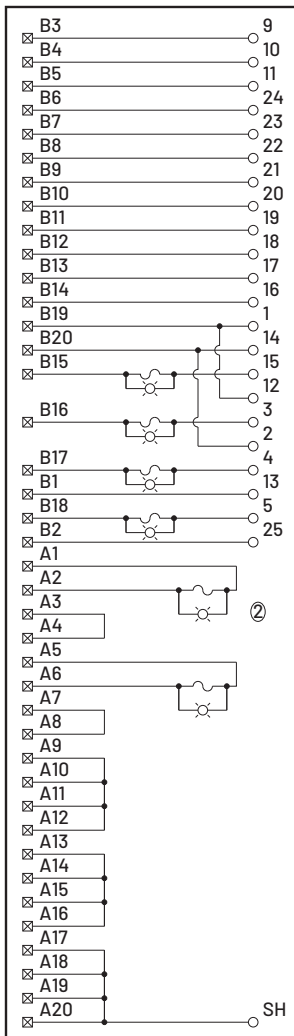 B3 9
B4 10
B5 11
B6 24
B7 23
B8 22
B9 21
B10 20
B11 19
B12 18
B13 17
B14 16
B19 1
B20 14
B15 15
12
B16 3
2
B17 4
B1 13
B18 5
B2 25
A1
A2
A3 ②
A4
A5
A6
A7
A8
A9
A10
A11
A12
A13
A14
A15
A16
A17
A18
A19
A20 SH